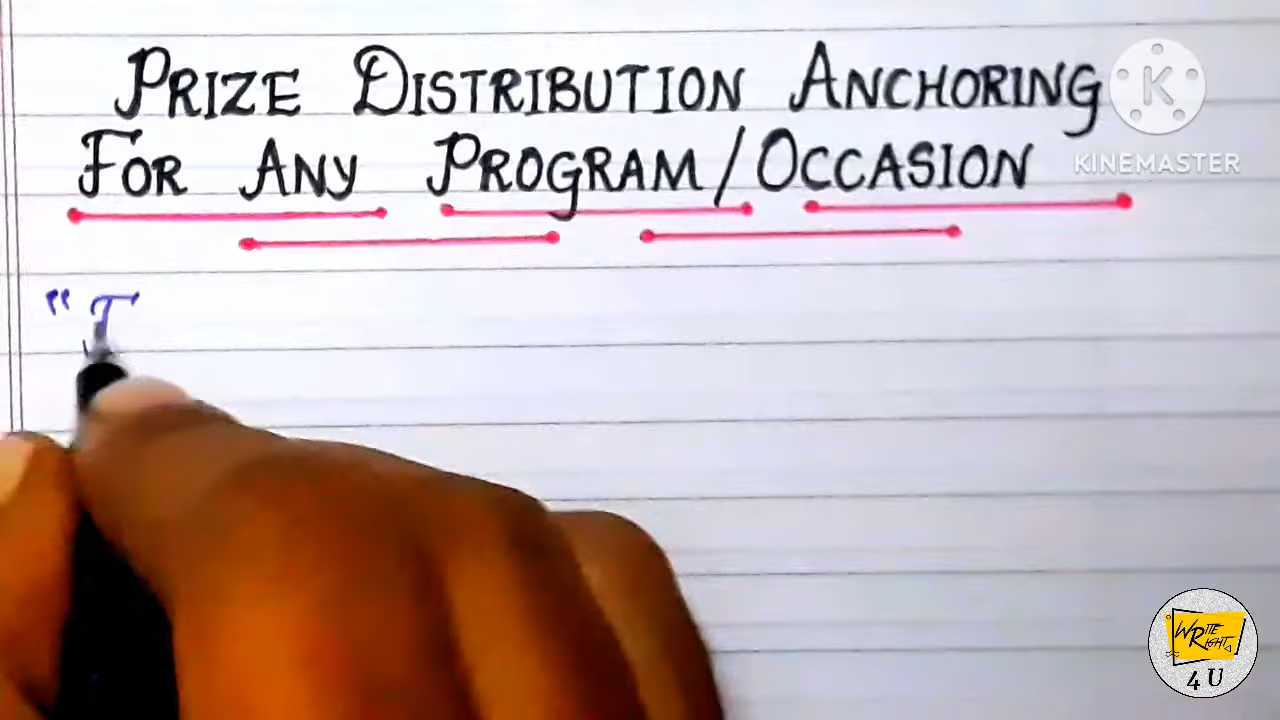 PRIZE DISTRIBUTION ANCHORING
FOR ANY PROGRAM/OCCASION
"T
KINEMASTER
WRITE
RIGHT
4 U